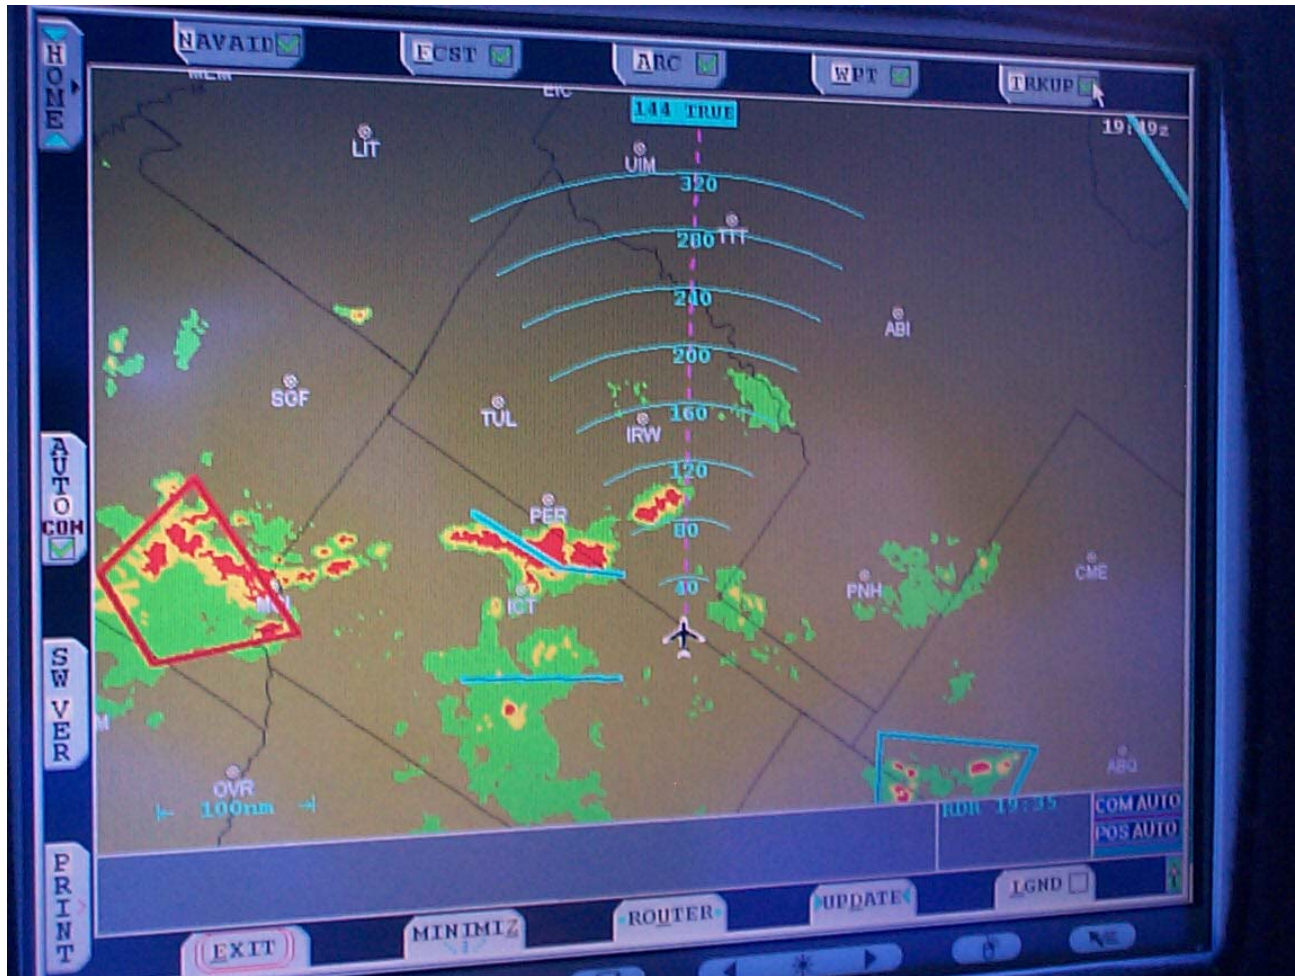 HOME
NAVAID
FCST
ARC
WPT
TRKUP
MEM
EIC
144 TRUE
19:49z
LIT
UIM
320
TTT
280
240
ABI
200
SGF
TUL
160
IRW
AUTO
COM
120
PER
80
CME
40
PNH
ICT
SW VER
ABQ
OVR
100nm
RDR 19:35
COM AUTO
POS AUTO
PRINT
LGND
UPDATE
ROUTER
MINIMIZ
EXIT